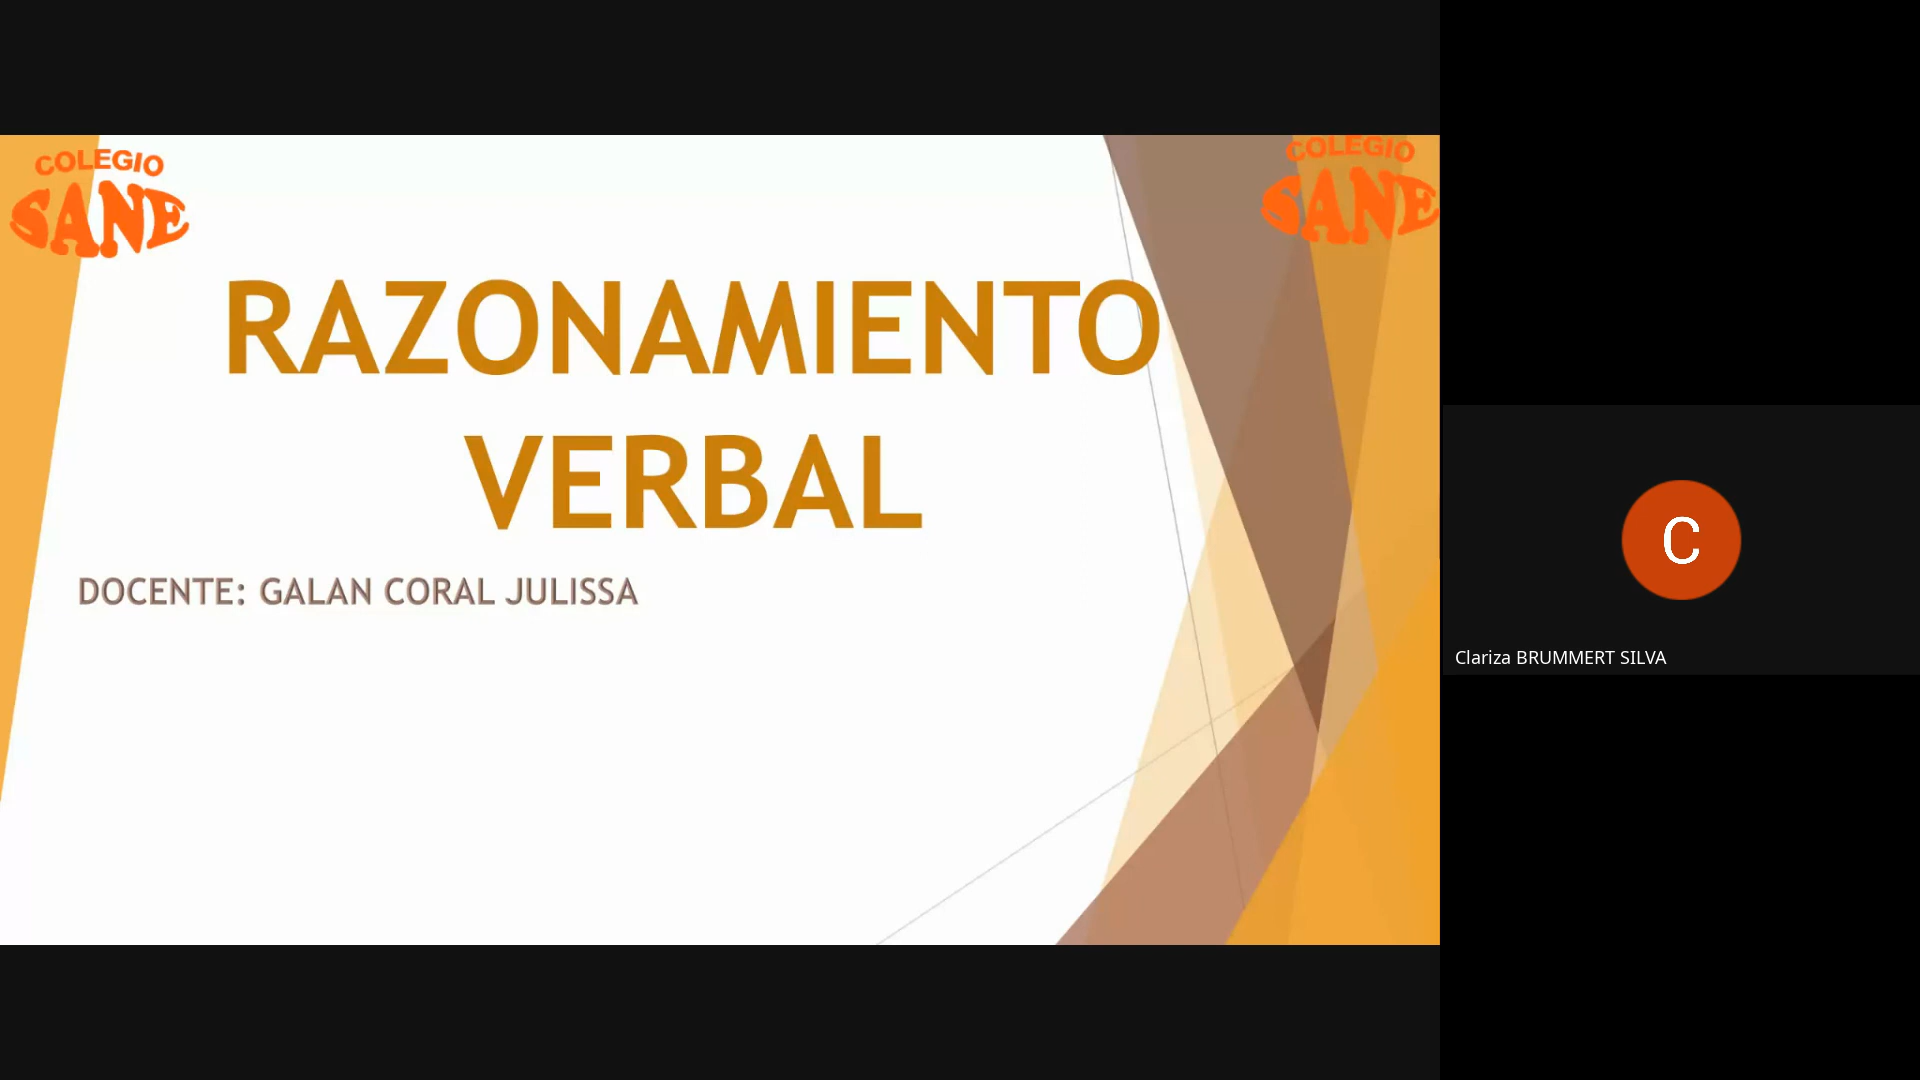 COLEGIO
SANE
COLEGIO
SANE
RAZONAMIENTO
VERBAL
DOCENTE: GALAN CORAL JULISSA
C
Clariza BRUMMERT SILVA